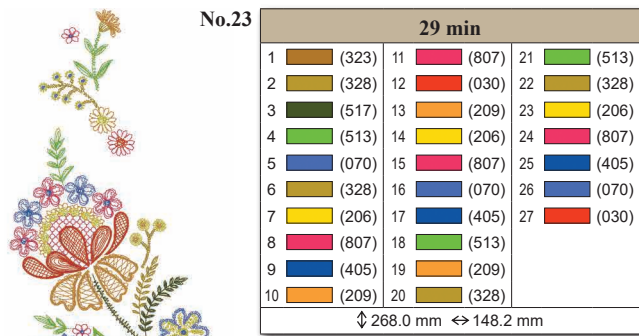 No.23
29 min
1 (323) 11 (807) 21 (513)
2 (328) 12 (030) 22 (328)
3 (517) 13 (209) 23 (206)
4 (513) 14 (206) 24 (807)
5 (070) 15 (807) 25 (405)
6 (328) 16 (070) 26 (070)
7 (206) 17 (405) 27 (030)
8 (807) 18 (513)
9 (405) 19 (209)
10 (209) 20 (328)
↕ 268.0 mm ↔ 148.2 mm